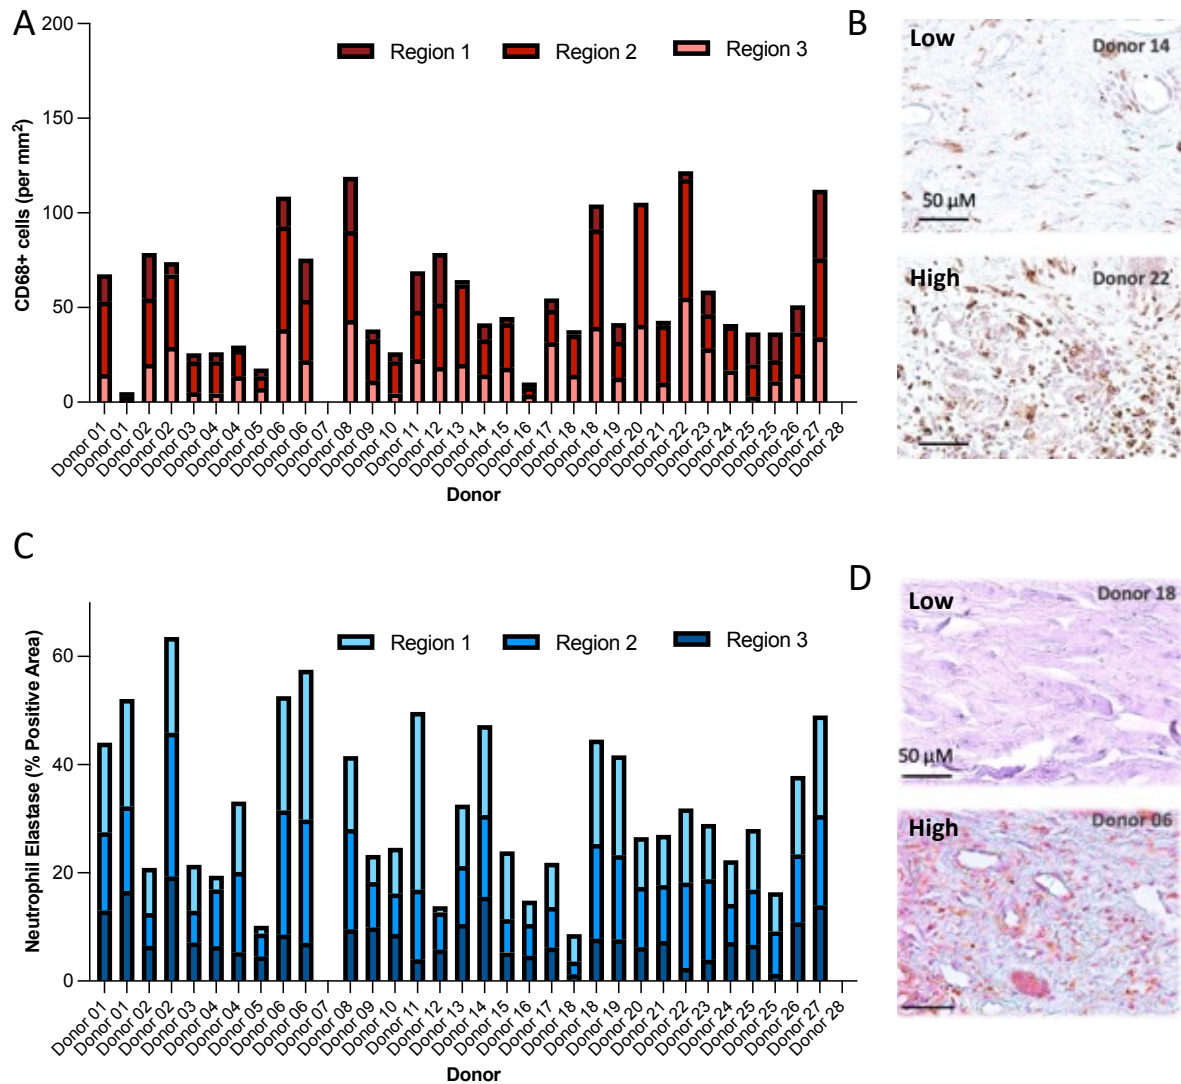 A
CD68+ cells (per mm²)
200
150
100
50
0
Region 1
Region 2
Region 3
Donor 01
Donor 01
Donor 02
Donor 02
Donor 03
Donor 04
Donor 04
Donor 05
Donor 06
Donor 06
Donor 07
Donor 08
Donor 09
Donor 10
Donor 11
Donor 12
Donor 13
Donor 14
Donor 15
Donor 16
Donor 17
Donor 18
Donor 18
Donor 19
Donor 20
Donor 21
Donor 22
Donor 23
Donor 24
Donor 25
Donor 25
Donor 26
Donor 27
Donor 28
Donor
B
Low
Donor 14
50 µM
High
Donor 22
C
Neutrophil Elastase (% Positive Area)
60
40
20
0
Region 1
Region 2
Region 3
Donor 01
Donor 01
Donor 02
Donor 02
Donor 03
Donor 04
Donor 04
Donor 05
Donor 06
Donor 06
Donor 07
Donor 08
Donor 09
Donor 10
Donor 11
Donor 12
Donor 13
Donor 14
Donor 15
Donor 16
Donor 17
Donor 18
Donor 18
Donor 19
Donor 20
Donor 21
Donor 22
Donor 23
Donor 24
Donor 25
Donor 25
Donor 26
Donor 27
Donor 28
Donor
D
Low
Donor 18
50 µM
High
Donor 06